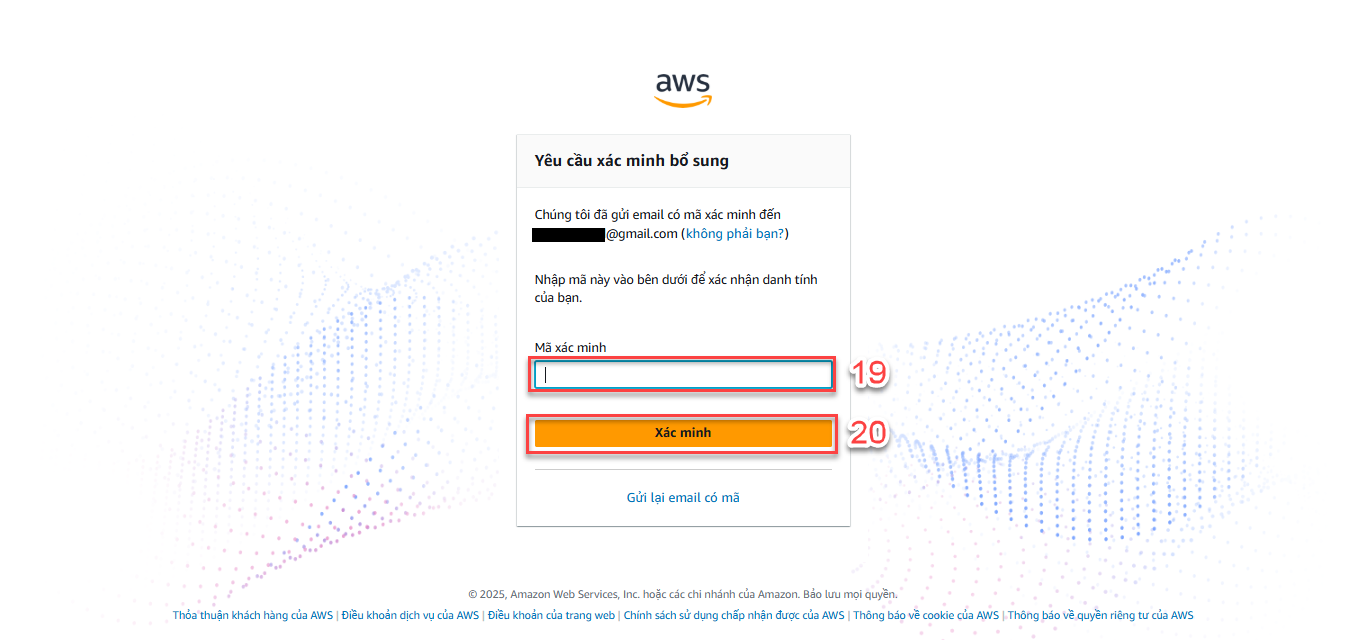 aws
Yêu cầu xác minh bổ sung
Chúng tôi đã gửi email có mã xác minh đến
@gmail.com (không phải bạn?)
Nhập mã này vào bên dưới để xác nhận danh tính
của bạn.
Mã xác minh
19
Xác minh
20
Gửi lại email có mã
© 2025, Amazon Web Services, Inc. hoặc các chi nhánh của Amazon. Bảo lưu mọi quyền.
Thỏa thuận khách hàng của AWS | Điều khoản dịch vụ của AWS | Điều khoản của trang web | Chính sách sử dụng chấp nhận được của AWS | Thông báo về cookie của AWS | Thông báo về quyền riêng tư của AWS